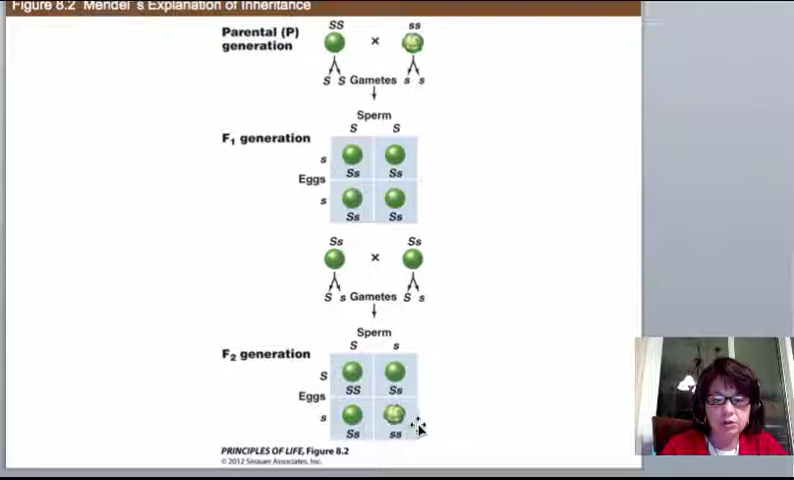 Figure 8.2 Mendel's Explanation of Inheritance
SS ss
Parental (P)
generation
×
S S Gametes s s
Sperm
S S
F1 generation
s
Ss Ss
Eggs
s
Ss Ss
Ss Ss
×
S s Gametes S s
Sperm
S s
F2 generation
S
SS Ss
Eggs
s
Ss ss
PRINCIPLES OF LIFE, Figure 8.2
© 2012 Sinauer Associates, Inc.